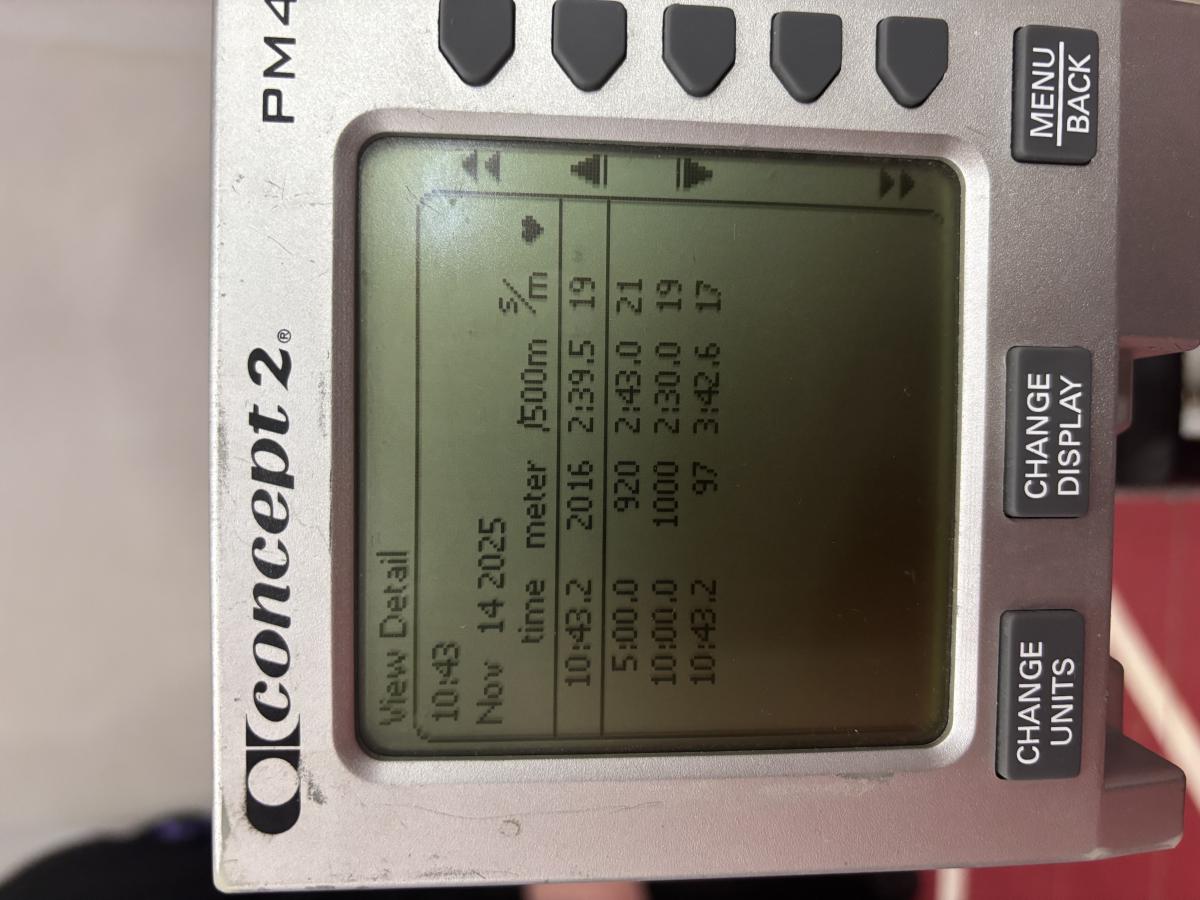 concept 2® PM4
View Detail
10:43
Nov 14 2025
time meter /500m s/m
10:43.2 2016 2:39.5 19
5:00.0 920 2:43.0 21
10:00.0 1000 2:30.0 19
10:43.2 97 3:42.6 17
CHANGE
UNITS
CHANGE
DISPLAY
MENU
BACK